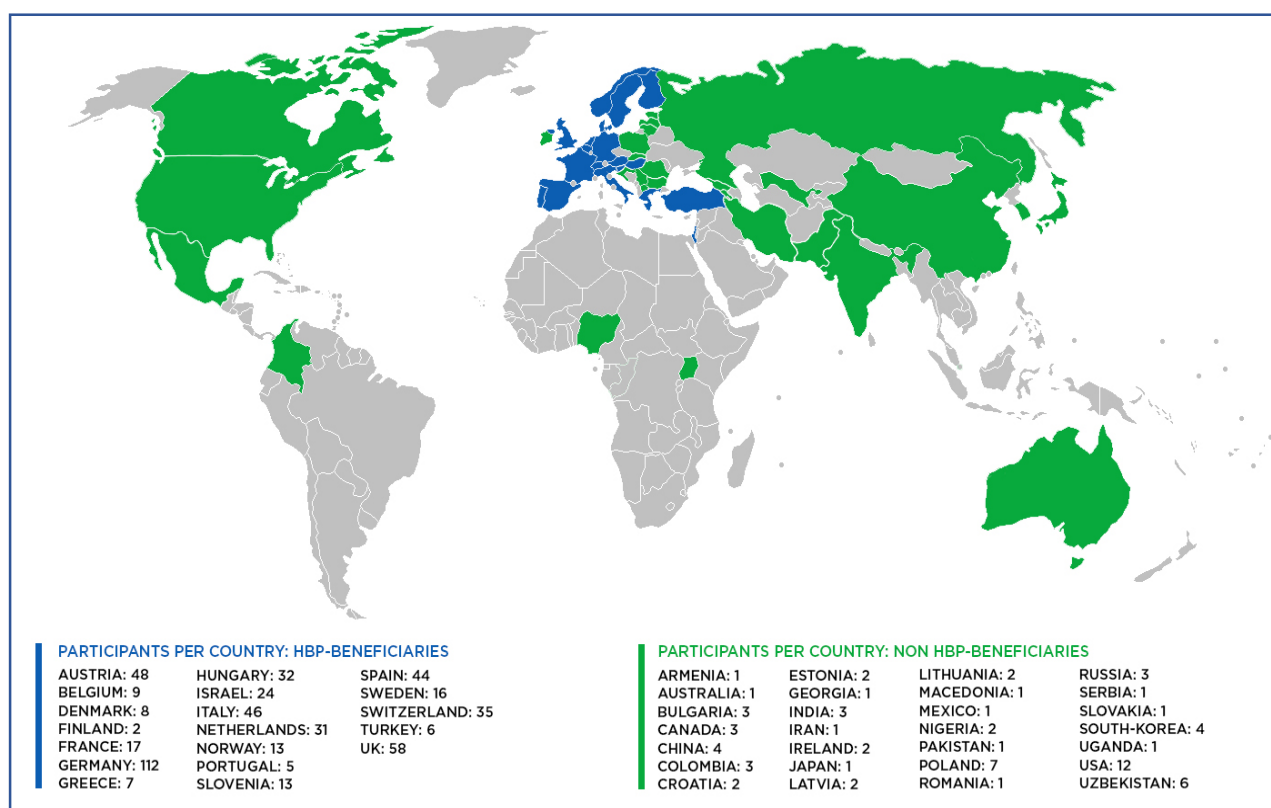 PARTICIPANTS PER COUNTRY: HBP-BENEFICIARIES
AUSTRIA: 48
BELGIUM: 9
DENMARK: 8
FINLAND: 2
FRANCE: 17
GERMANY: 112
GREECE: 7
HUNGARY: 32
ISRAEL: 24
ITALY: 46
NETHERLANDS: 31
NORWAY: 13
PORTUGAL: 5
SLOVENIA: 13
SPAIN: 44
SWEDEN: 16
SWITZERLAND: 35
TURKEY: 6
UK: 58
PARTICIPANTS PER COUNTRY: NON HBP-BENEFICIARIES
ARMENIA: 1
AUSTRALIA: 1
BULGARIA: 3
CANADA: 3
CHINA: 4
COLOMBIA: 3
CROATIA: 2
ESTONIA: 2
GEORGIA: 1
INDIA: 3
IRAN: 1
IRELAND: 2
JAPAN: 1
LATVIA: 2
LITHUANIA: 2
MACEDONIA: 1
MEXICO: 1
NIGERIA: 2
PAKISTAN: 1
POLAND: 7
ROMANIA: 1
RUSSIA: 3
SERBIA: 1
SLOVAKIA: 1
SOUTH-KOREA: 4
UGANDA: 1
USA: 12
UZBEKISTAN: 6